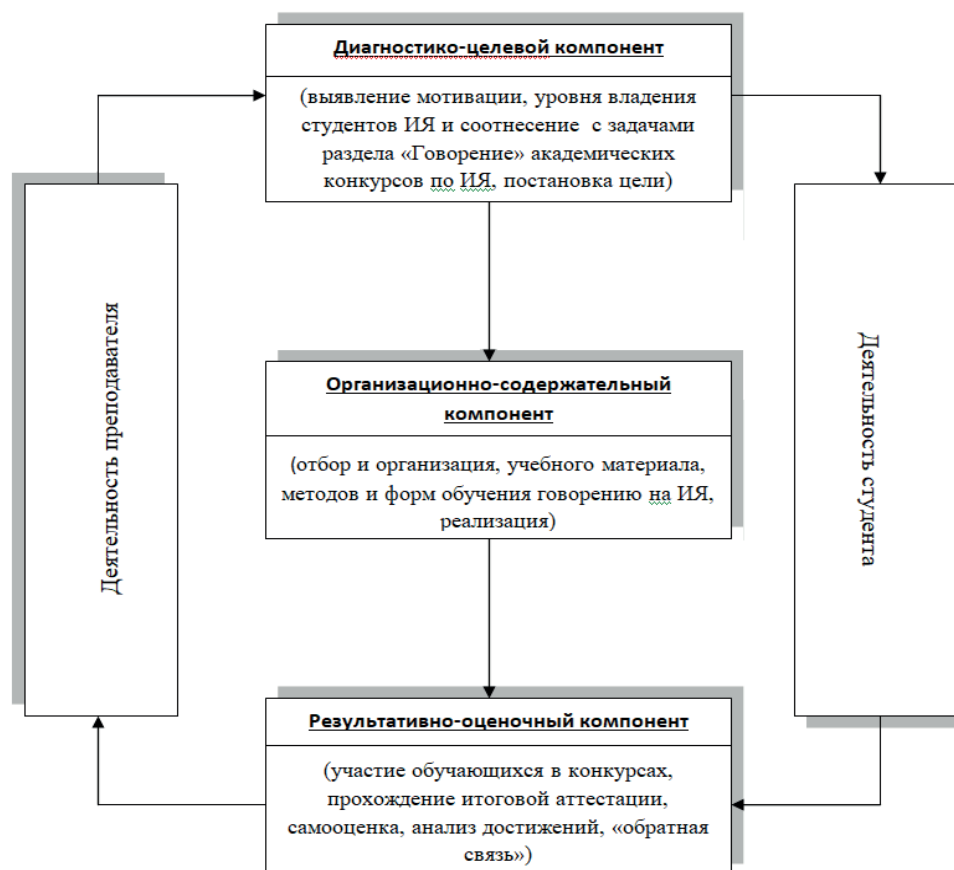 Диагностико-целевой компонент
(выявление мотивации, уровня владения
студентов ИЯ и соотнесение с задачами
раздела «Говорение» академических
конкурсов по ИЯ, постановка цели)
Деятельность преподавателя
Деятельность студента
Организационно-содержательный
компонент
(отбор и организация, учебного материала,
методов и форм обучения говорению на ИЯ,
реализация)
Результативно-оценочный компонент
(участие обучающихся в конкурсах,
прохождение итоговой аттестации,
самооценка, анализ достижений, «обратная
связь»)